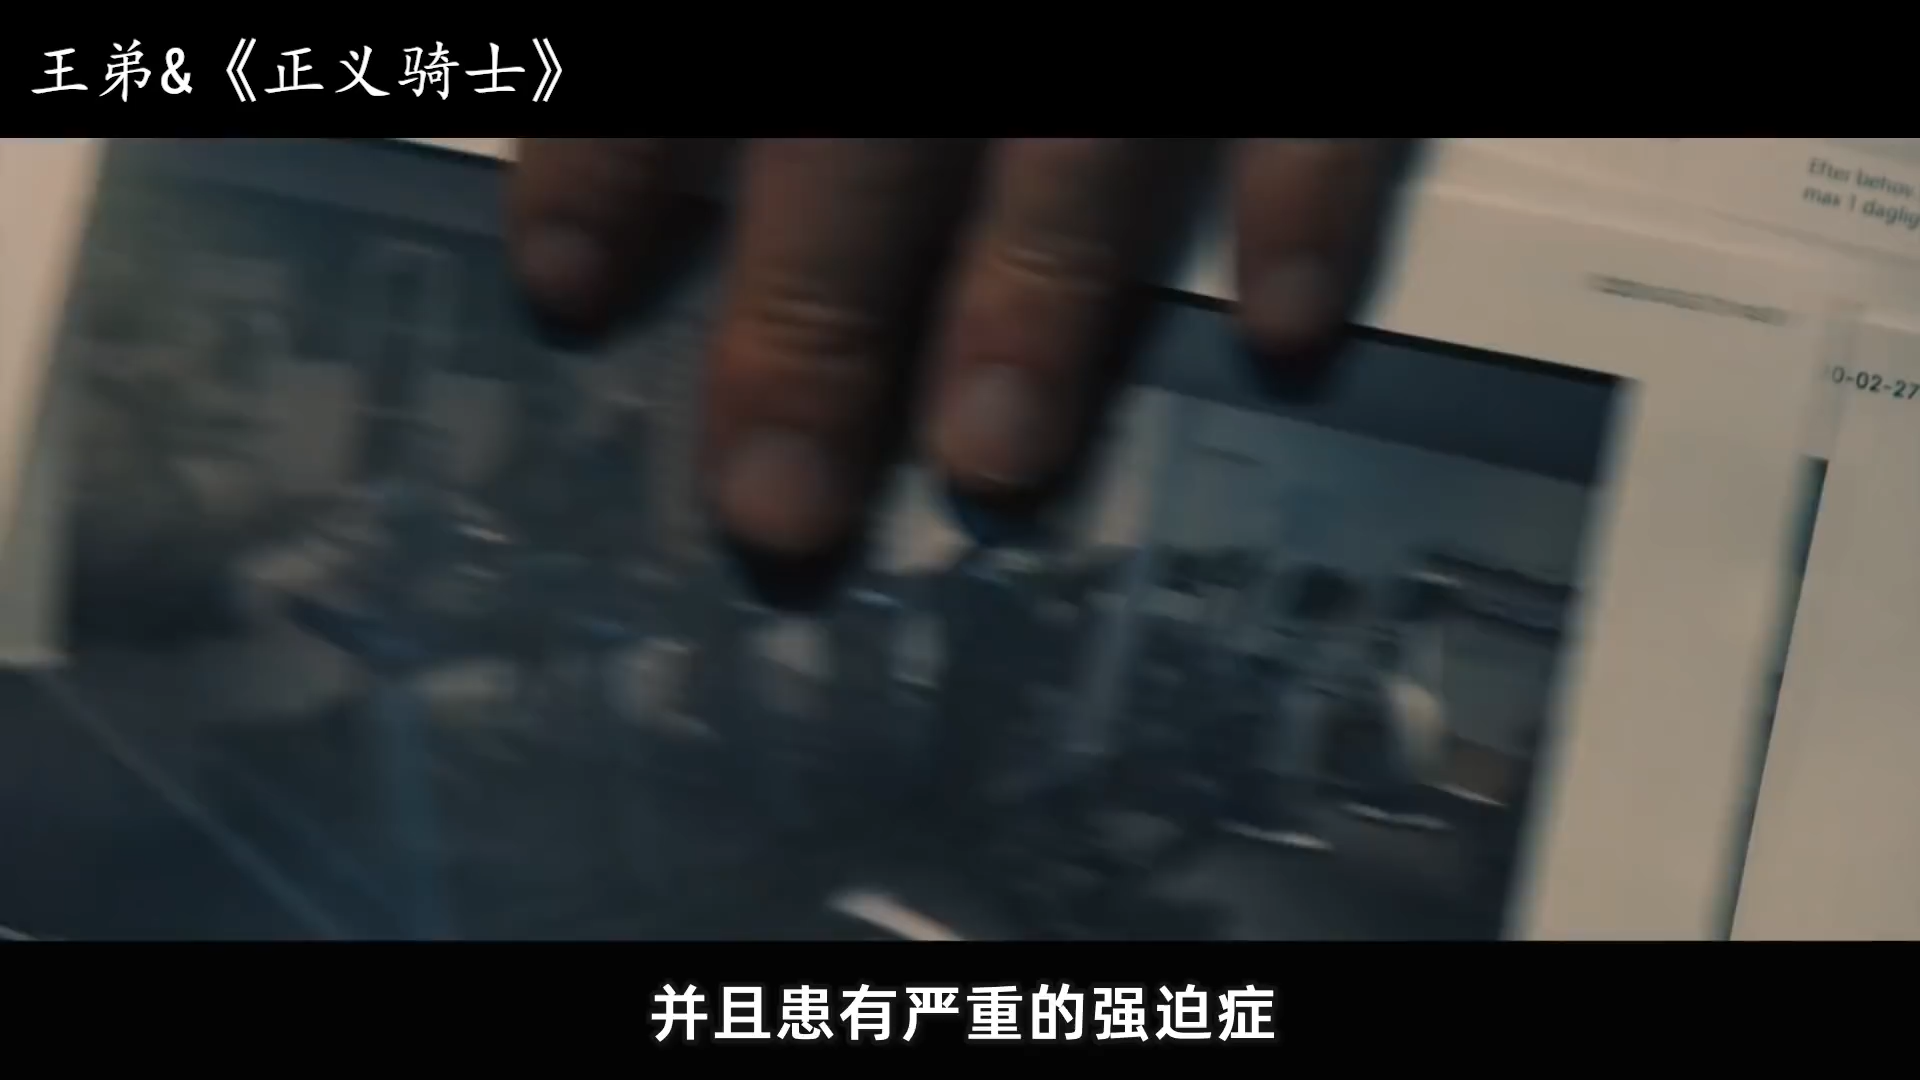 王弟&《正义骑士》
Efter behov.
max 1 daglig
0-02-27
并且患有严重的强迫症